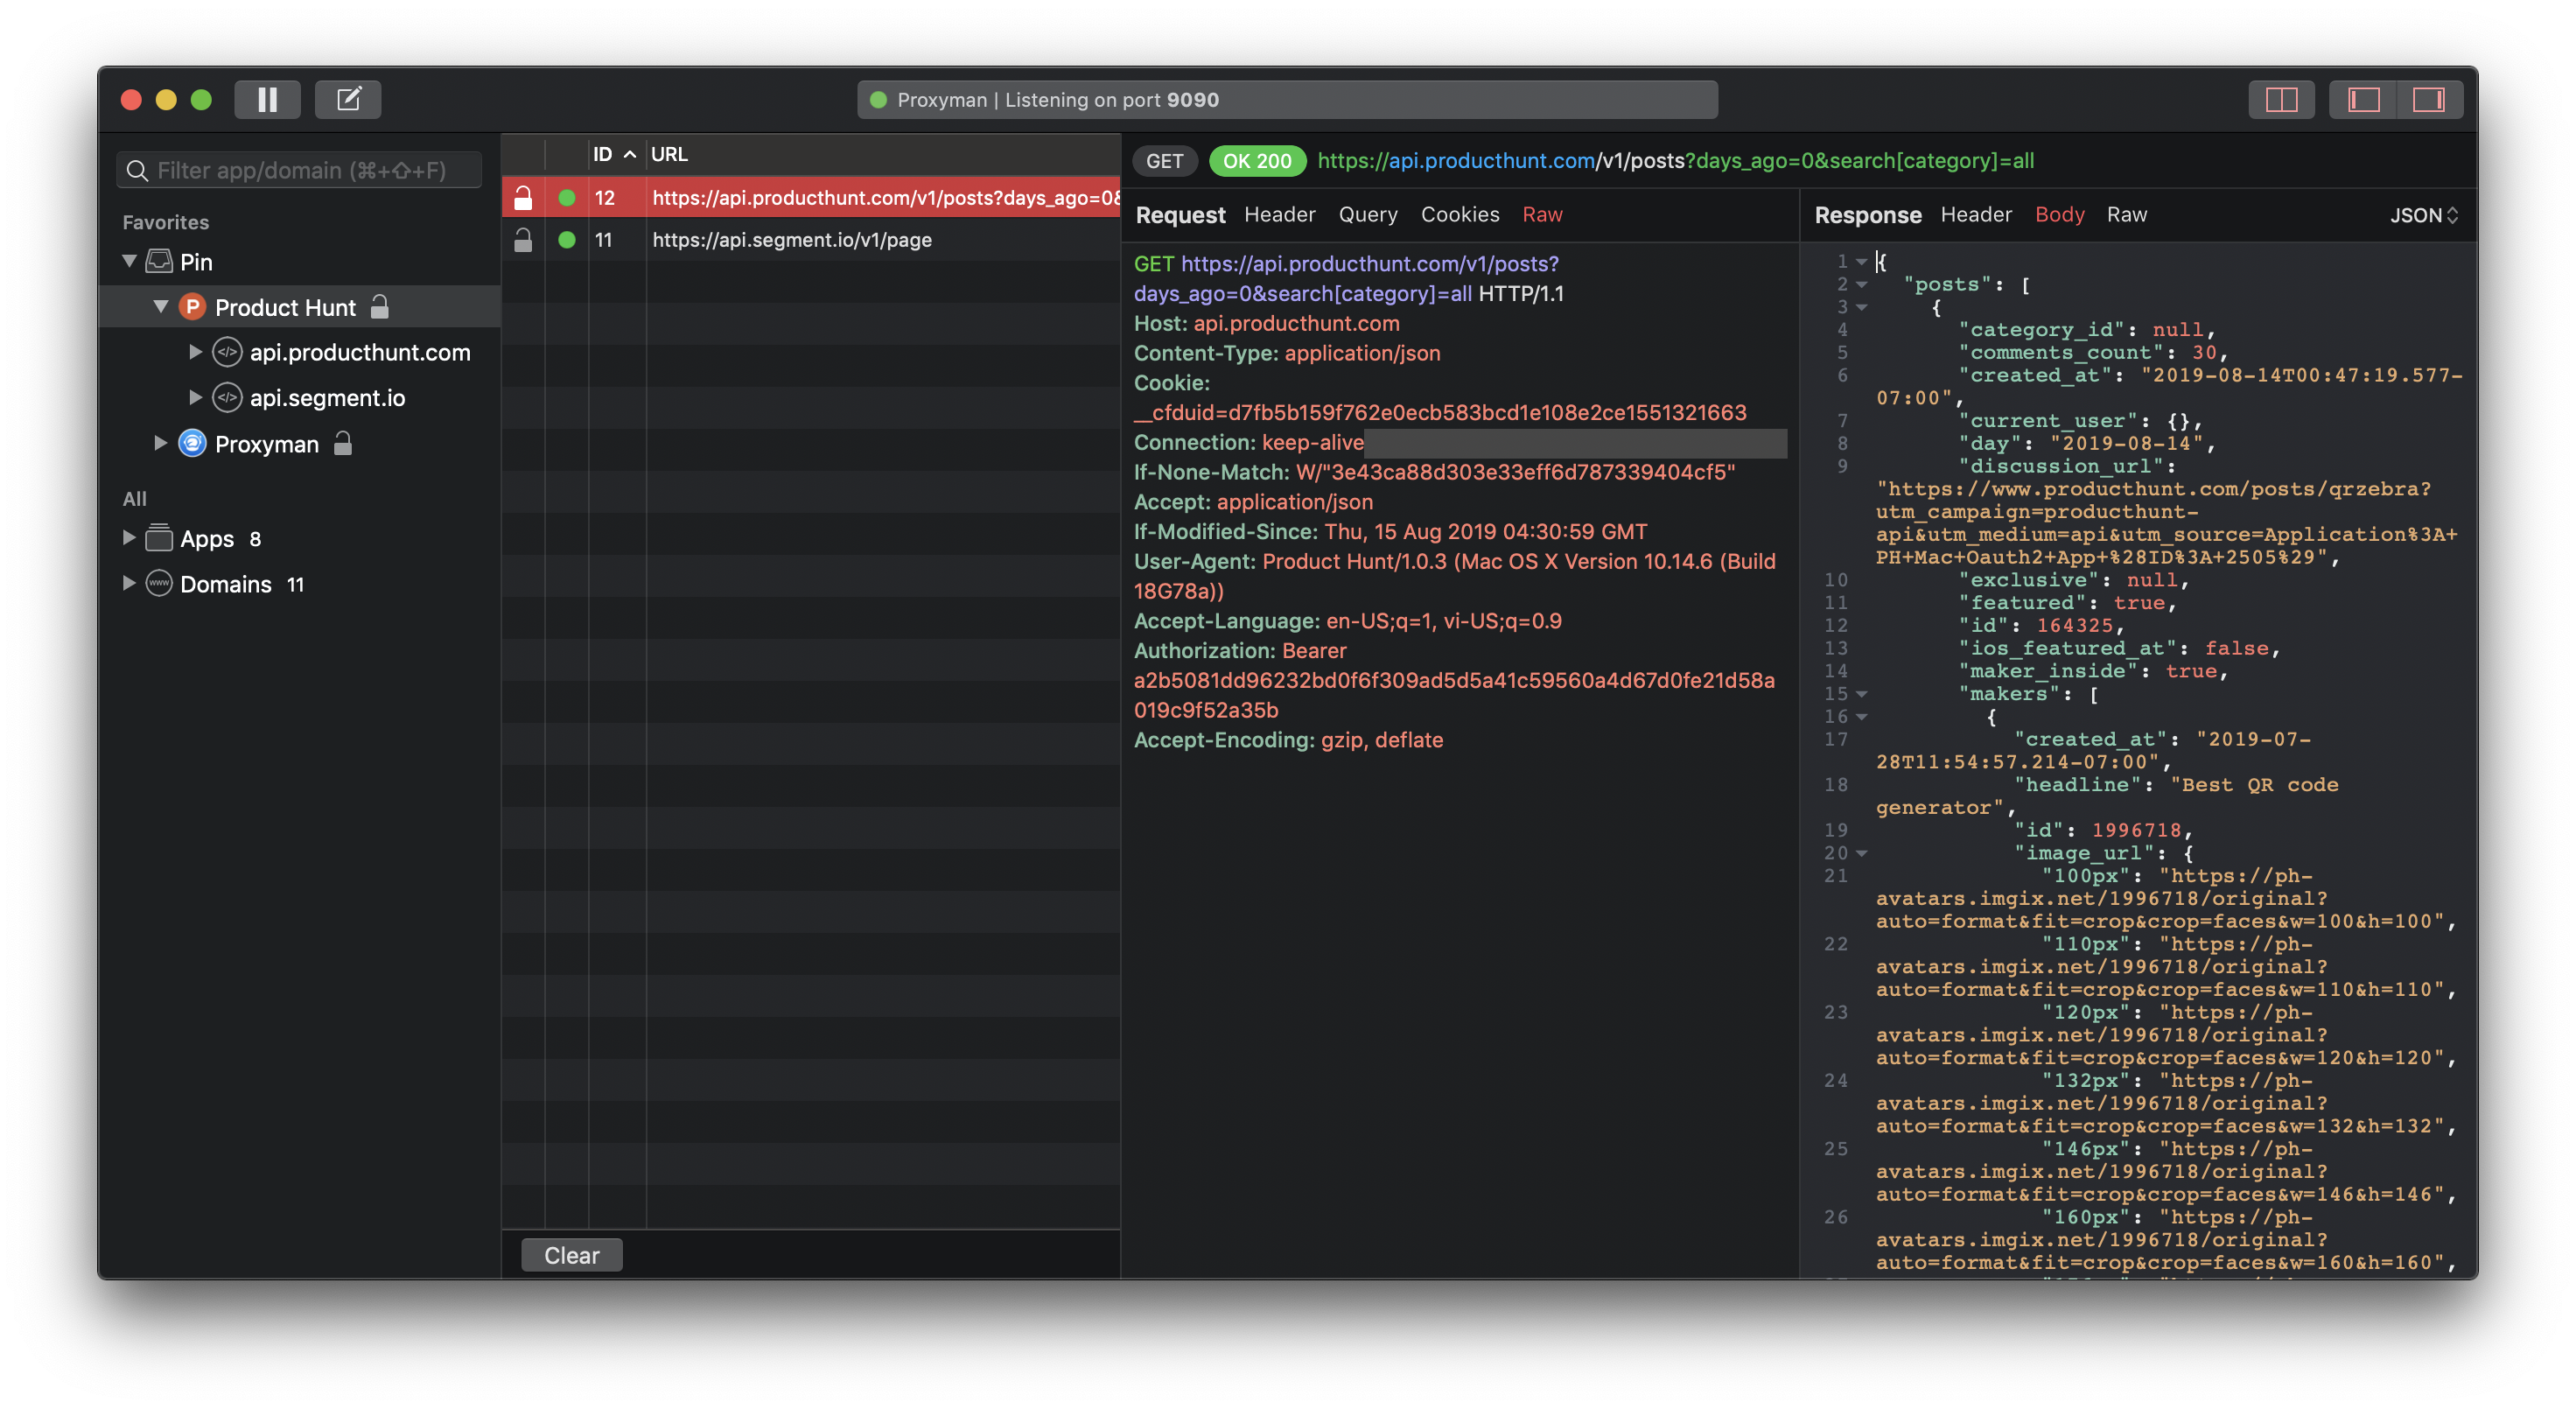 Proxyman | Listening on port 9090
Filter app/domain (⌘+⇧+F)
Favorites
Pin
Product Hunt
api.producthunt.com
api.segment.io
Proxyman
All
Apps 8
Domains 11
ID URL
12 https://api.producthunt.com/v1/posts?days_ago=0&
11 https://api.segment.io/v1/page
Clear
GET OK 200 https://api.producthunt.com/v1/posts?days_ago=0&search[category]=all
Request Header Query Cookies Raw
GET https://api.producthunt.com/v1/posts?
days_ago=0&search[category]=all HTTP/1.1
Host: api.producthunt.com
Content-Type: application/json
Cookie:
__cfduid=d7fb5b159f762e0ecb583bcd1e108e2ce1551321663
Connection: keep-alive
If-None-Match: W/"3e43ca88d303e33eff6d787339404cf5"
Accept: application/json
If-Modified-Since: Thu, 15 Aug 2019 04:30:59 GMT
User-Agent: Product Hunt/1.0.3 (Mac OS X Version 10.14.6 (Build
18G78a))
Accept-Language: en-US;q=1, vi-US;q=0.9
Authorization: Bearer
a2b5081dd96232bd0f6f309ad5d5a41c59560a4d67d0fe21d58a
019c9f52a35b
Accept-Encoding: gzip, deflate
Response Header Body Raw JSON
1 {
2 "posts": [
3 {
4 "category_id": null,
5 "comments_count": 30,
6 "created_at": "2019-08-14T00:47:19.577-
07:00",
7 "current_user": {},
8 "day": "2019-08-14",
9 "discussion_url":
"https://www.producthunt.com/posts/qrzebra?
utm_campaign=producthunt-
api&utm_medium=api&utm_source=Application%3A+
PH+Mac+Oauth2+App+%28ID%3A+2505%29",
10 "exclusive": null,
11 "featured": true,
12 "id": 164325,
13 "ios_featured_at": false,
14 "maker_inside": true,
15 "makers": [
16 {
17 "created_at": "2019-07-
28T11:54:57.214-07:00",
18 "headline": "Best QR code
generator",
19 "id": 1996718,
20 "image_url": {
21 "100px": "https://ph-
avatars.imgix.net/1996718/original?
auto=format&fit=crop&crop=faces&w=100&h=100",
22 "110px": "https://ph-
avatars.imgix.net/1996718/original?
auto=format&fit=crop&crop=faces&w=110&h=110",
23 "120px": "https://ph-
avatars.imgix.net/1996718/original?
auto=format&fit=crop&crop=faces&w=120&h=120",
24 "132px": "https://ph-
avatars.imgix.net/1996718/original?
auto=format&fit=crop&crop=faces&w=132&h=132",
25 "146px": "https://ph-
avatars.imgix.net/1996718/original?
auto=format&fit=crop&crop=faces&w=146&h=146",
26 "160px": "https://ph-
avatars.imgix.net/1996718/original?
auto=format&fit=crop&crop=faces&w=160&h=160",